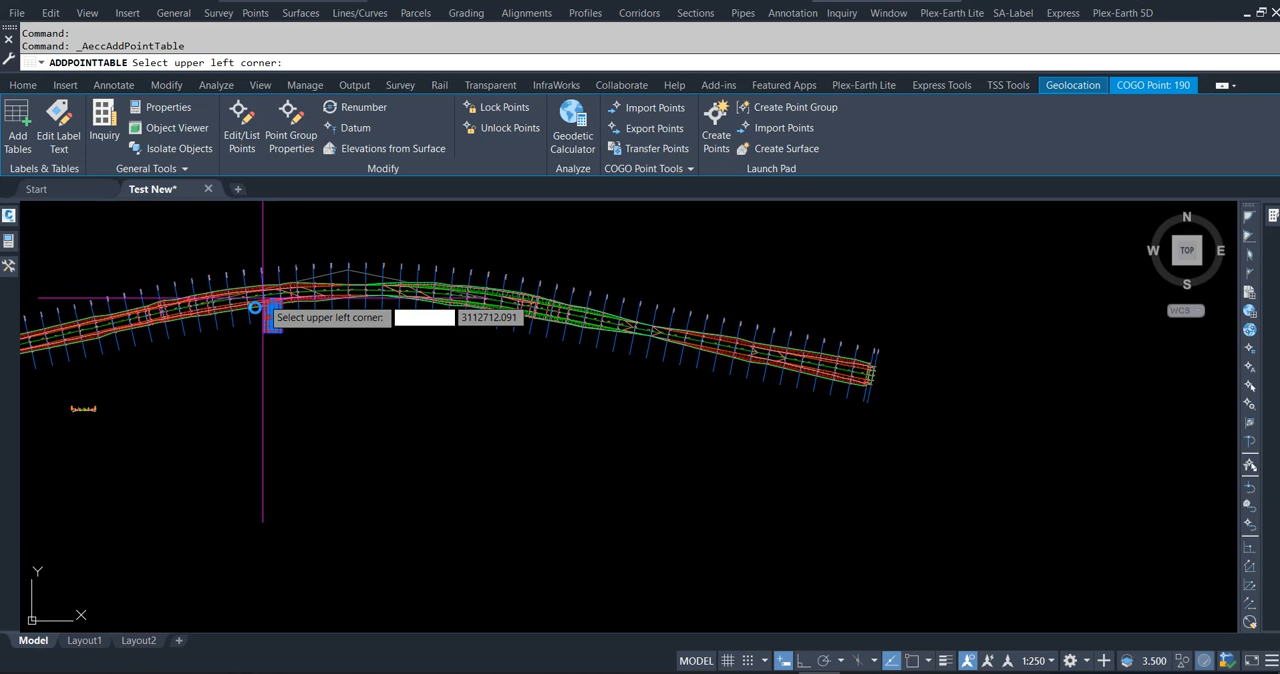 File Edit View Insert General Survey Points Surfaces Lines/Curves Parcels Grading Alignments Profiles Corridors Sections Pipes Annotation Inquiry Window Plex-Earth Lite SA-Label Express Plex-Earth 5D
Command:
Command: _AeccAddPointTable
ADDPOINTTABLE Select upper left corner:
Home Insert Annotate Modify Analyze View Manage Output Survey Rail Transparent InfraWorks Collaborate Help Add-ins Featured Apps Plex-Earth Lite Express Tools TSS Tools Geolocation COGO Point: 190
Properties Renumber Lock Points Import Points Create Point Group
Object Viewer Datum Unlock Points Export Points Import Points
Add Tables Edit Label Text Inquiry Isolate Objects Edit/List Points Point Group Properties Elevations from Surface Geodetic Calculator Transfer Points Create Points Create Surface
Labels & Tables General Tools Modify Analyze COGO Point Tools Launch Pad
Start Test New*
N
W TOP E
S
WCS
Select upper left corner: 3112712.091
Y
X
Model Layout1 Layout2
MODEL 1:250 3.500